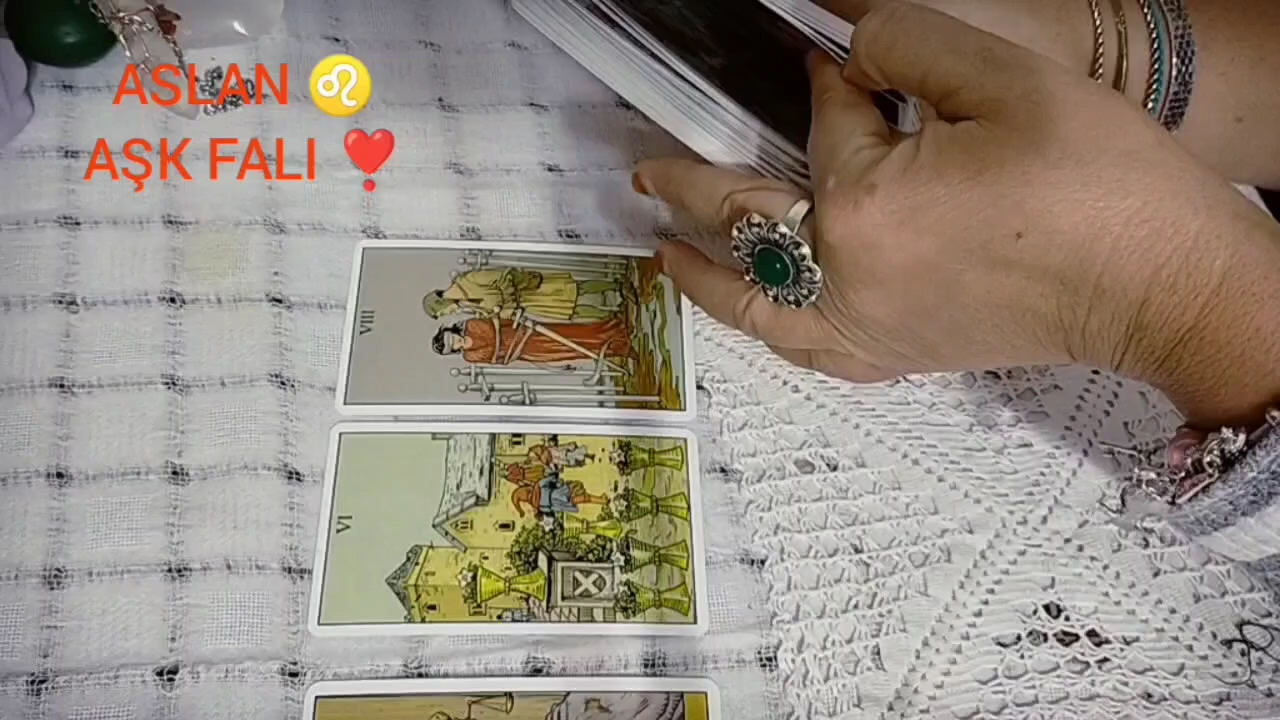 ASLAN ♌
AŞK FALI ❣️
VIII
VI